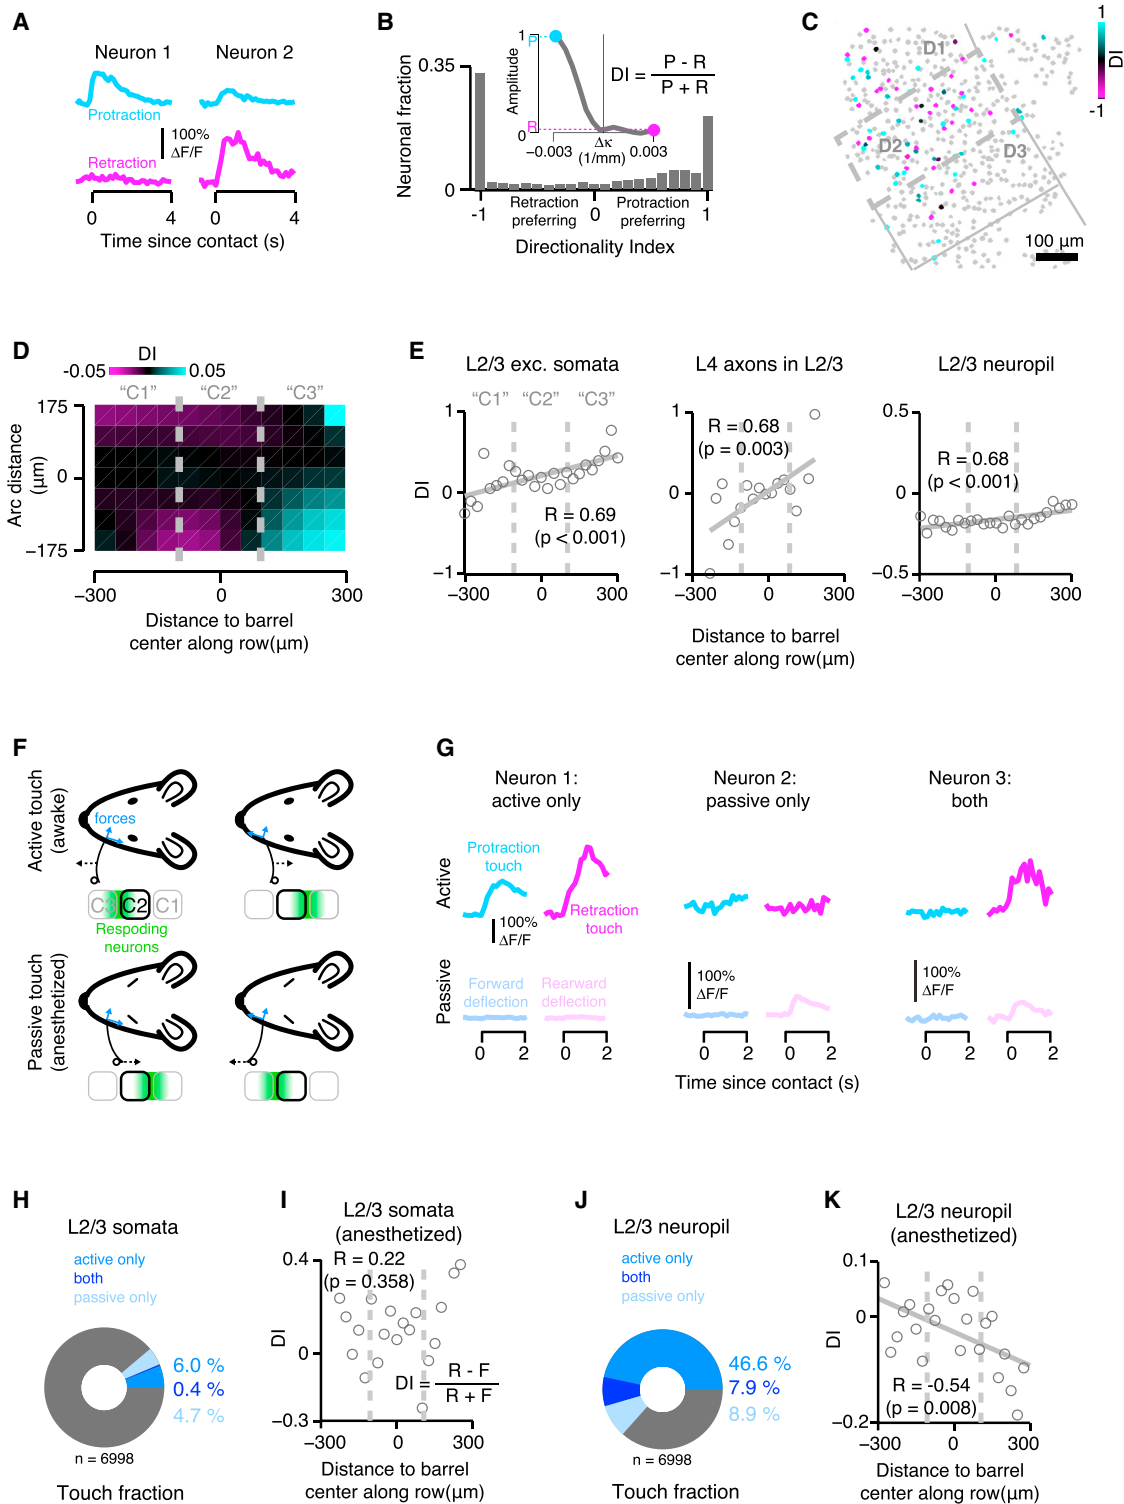 A
Neuron 1
Neuron 2
Protraction
100%
ΔF/F
Retraction
0
4
0
4
Time since contact (s)
B
0.35
0
Neuronal fraction
1
0
Amplitude
P
R
Δκ
(1/mm)
−0.003
0.003
DI = P - R
P + R
Retraction
preferring
Protraction
preferring
-1
0
1
Directionality Index
C
D1
D2
D3
1
DI
-1
100 µm
D
DI
-0.05
0.05
“C1”
“C2”
“C3”
175
0
−175
Arc distance
(µm)
−300
0
300
Distance to barrel
center along row(µm)
E
L2/3 exc. somata
“C1”
“C2”
“C3”
1
0
−1
DI
R = 0.69
(p < 0.001)
−300
0
300
L4 axons in L2/3
1
0
−1
R = 0.68
(p = 0.003)
−300
0
300
Distance to barrel
center along row(µm)
L2/3 neuropil
0.5
0
−0.5
R = 0.68
(p < 0.001)
−300
0
300
F
Active touch
(awake)
forces
C3
C2
C1
Respoding
neurons
Passive touch
(anesthetized)
G
Neuron 1:
active only
Neuron 2:
passive only
Neuron 3:
both
Active
Protraction
touch
100%
ΔF/F
Retraction
touch
Passive
Forward
deflection
Rearward
deflection
100%
ΔF/F
100%
ΔF/F
0
2
0
2
0
2
0
2
0
2
0
2
Time since contact (s)
H
L2/3 somata
active only
both
passive only
6.0 %
0.4 %
4.7 %
n = 6998
Touch fraction
I
L2/3 somata
(anesthetized)
R = 0.22
(p = 0.358)
0.4
0
−0.3
DI
DI = R - F
R + F
−300
0
300
Distance to barrel
center along row(µm)
J
L2/3 neuropil
active only
both
passive only
46.6 %
7.9 %
8.9 %
n = 6998
Touch fraction
K
L2/3 neuropil
(anesthetized)
0.1
0
−0.2
DI
R = -0.54
(p = 0.008)
−300
0
300
Distance to barrel
center along row(µm)